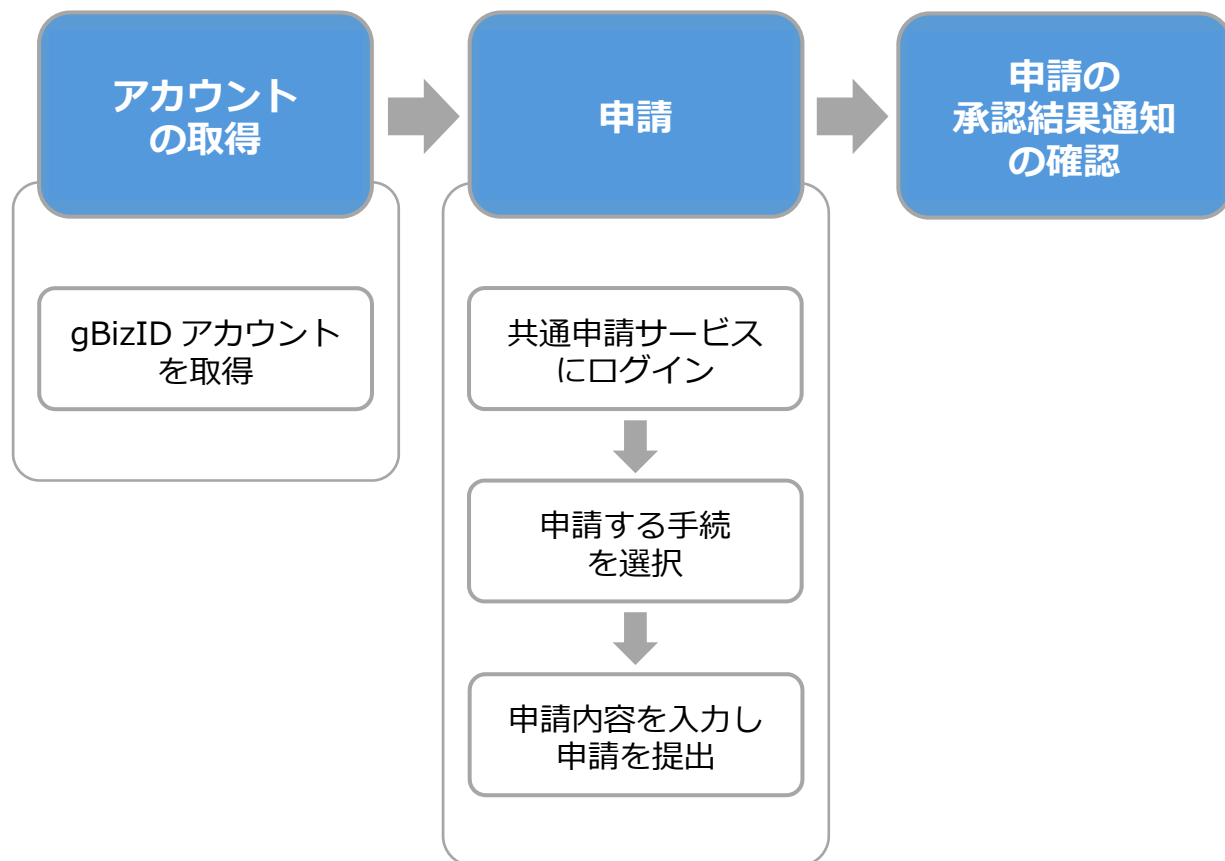 アカウント
の取得
gBizID アカウント
を取得
申請
共通申請サービス
にログイン
申請する手続
を選択
申請内容を入力し
申請を提出
申請の
承認結果通知
の確認